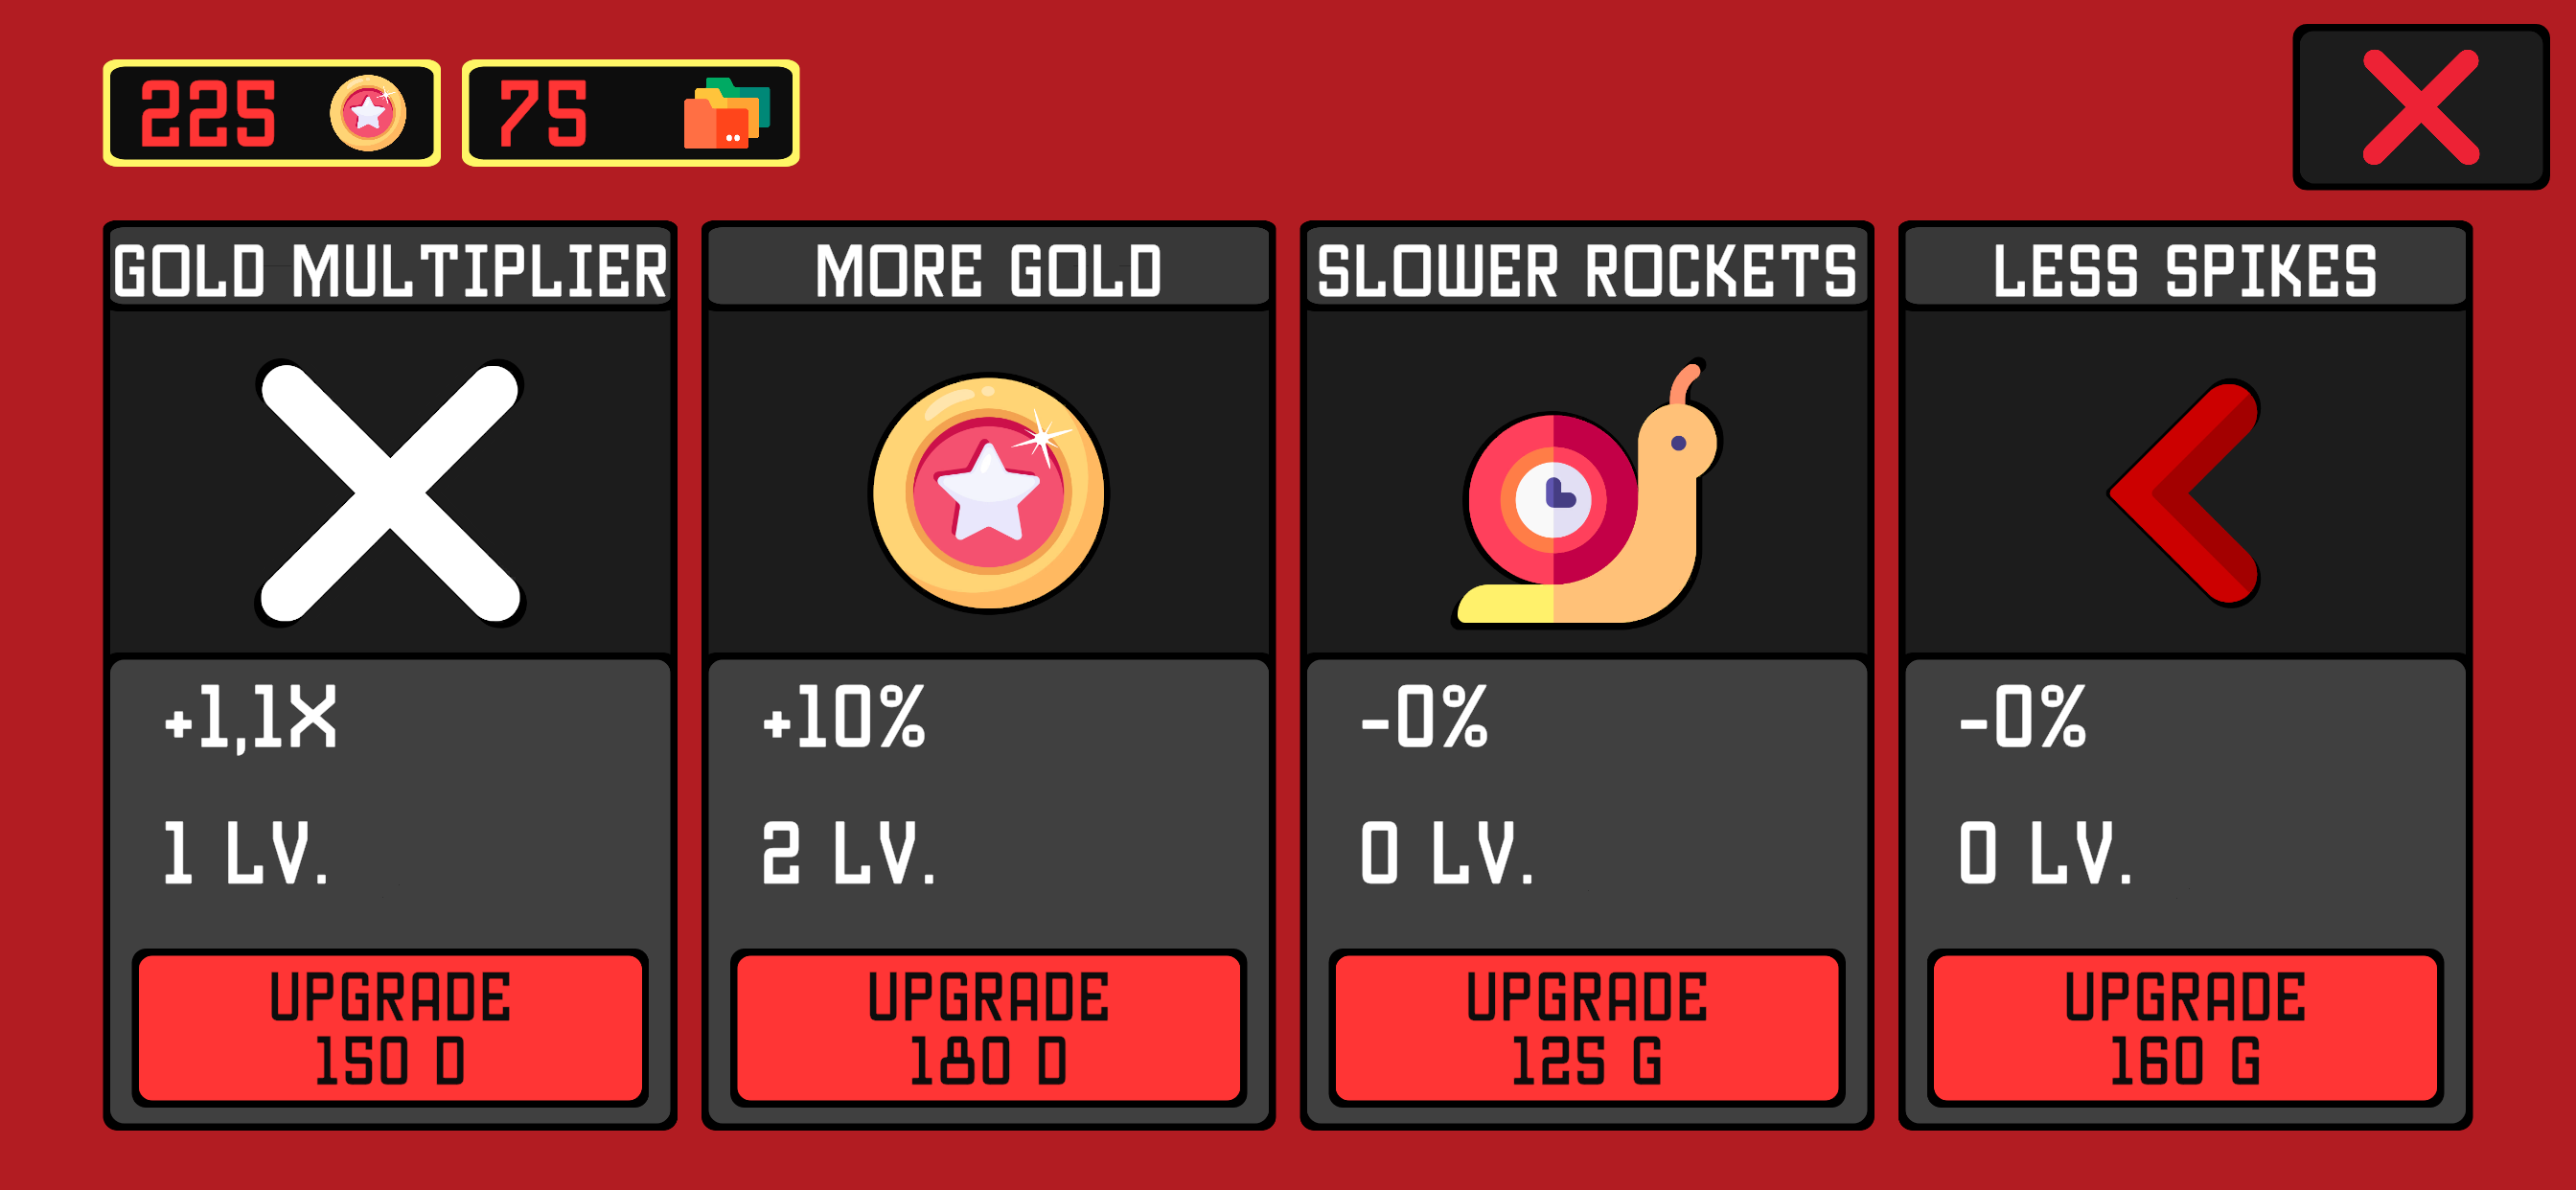 225
75
GOLD MULTIPLIER
+1,1X
1 LV.
UPGRADE
150 D
MORE GOLD
+10%
2 LV.
UPGRADE
180 D
SLOWER ROCKETS
-0%
0 LV.
UPGRADE
125 G
LESS SPIKES
-0%
0 LV.
UPGRADE
160 G